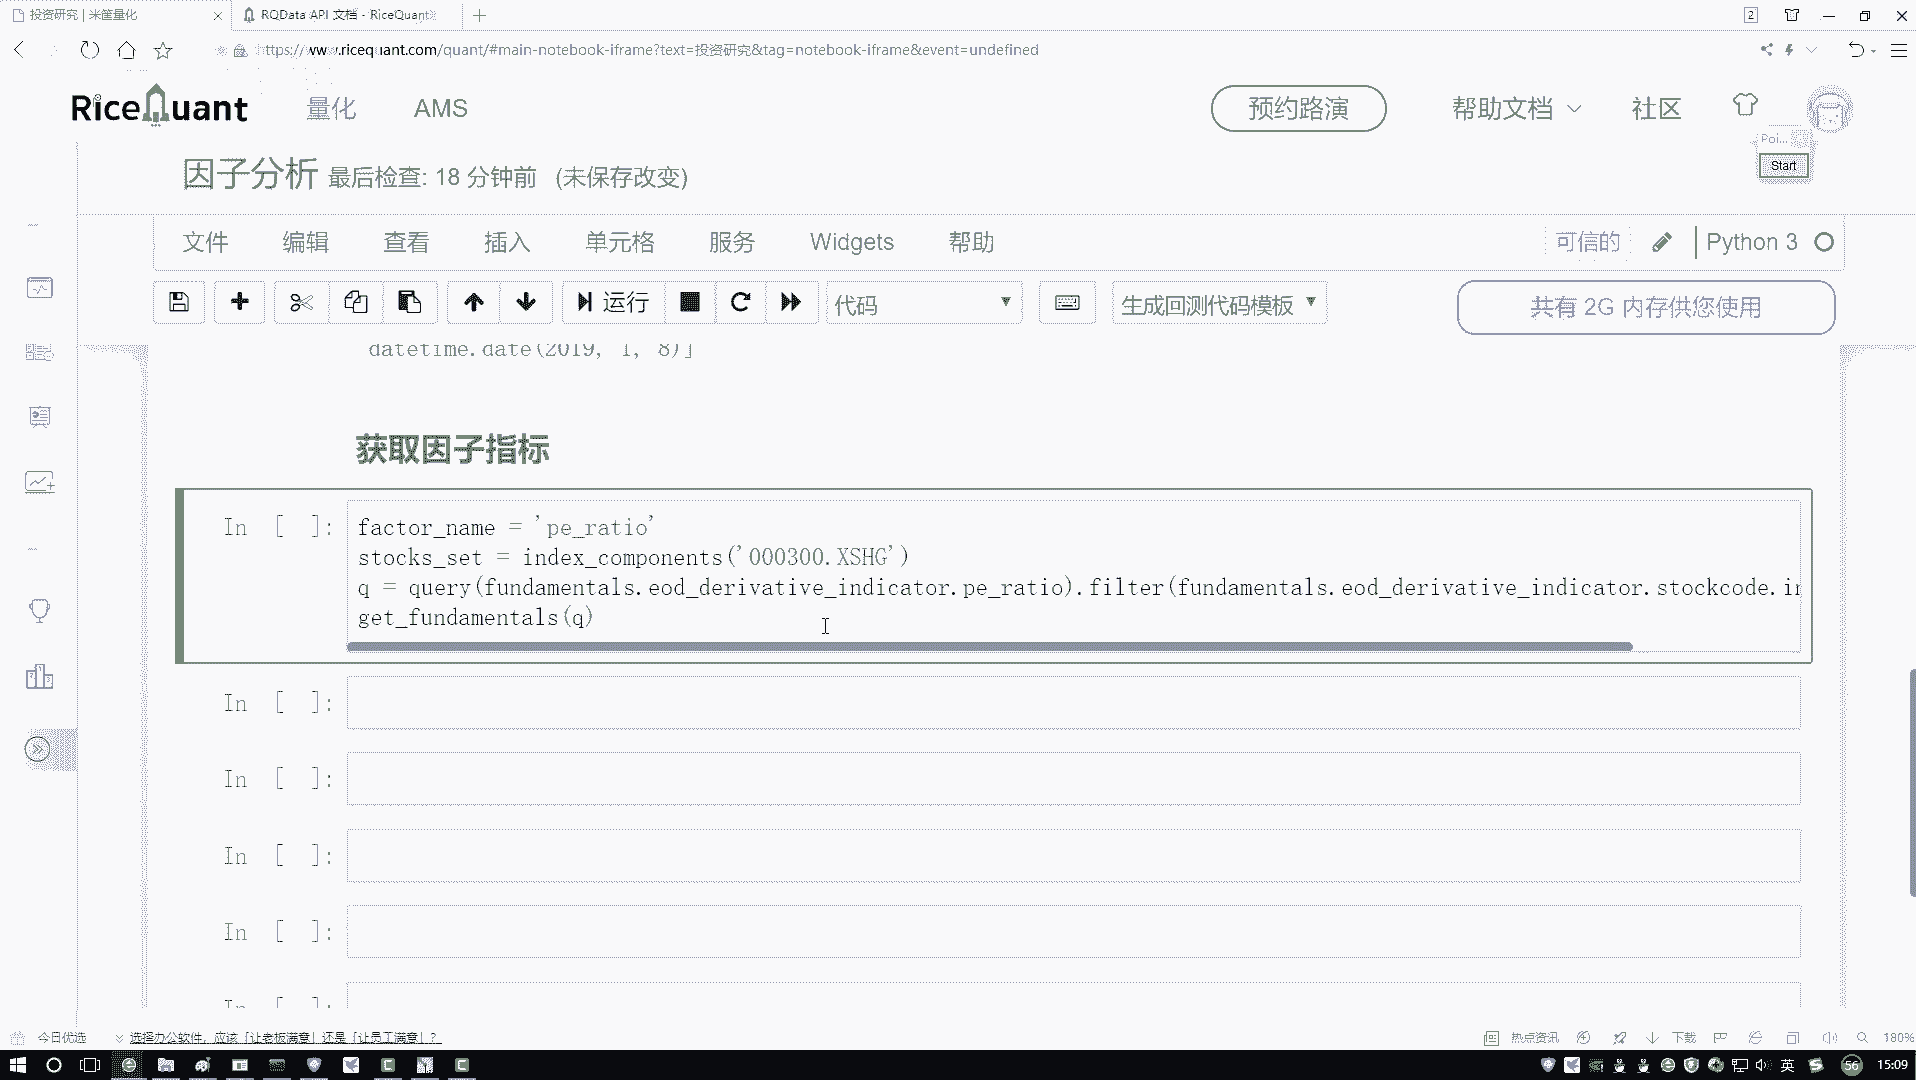 投资研究 | 米筐量化
RQData API 文档 - RiceQuant
2
https://www.ricequant.com/quant/#main-notebook-iframe?text=投资研究&tag=notebook-iframe&event=undefined
RiceQuant 量化 AMS 预约路演 帮助文档 社区
Poi...
Start
因子分析 最后检查: 18 分钟前 (未保存改变)
文件 编辑 查看 插入 单元格 服务 Widgets 帮助 可信的 Python 3
运行 代码 生成回测代码模板 共有 2G 内存供您使用
datetime.date(2019, 1, 8)]
获取因子指标
In [ ]:
factor_name = 'pe_ratio'
stocks_set = index_components('000300.XSHG')
q = query(fundamentals.eod_derivative_indicator.pe_ratio).filter(fundamentals.eod_derivative_indicator.stockcode.in
get_fundamentals(q)
In [ ]:
In [ ]:
In [ ]:
In [ ]:
In [ ]:
今日优选 选择办公软件，应该「让老板满意」还是「让员工满意」？ 热点资讯 下载 180%
英 56 15:09